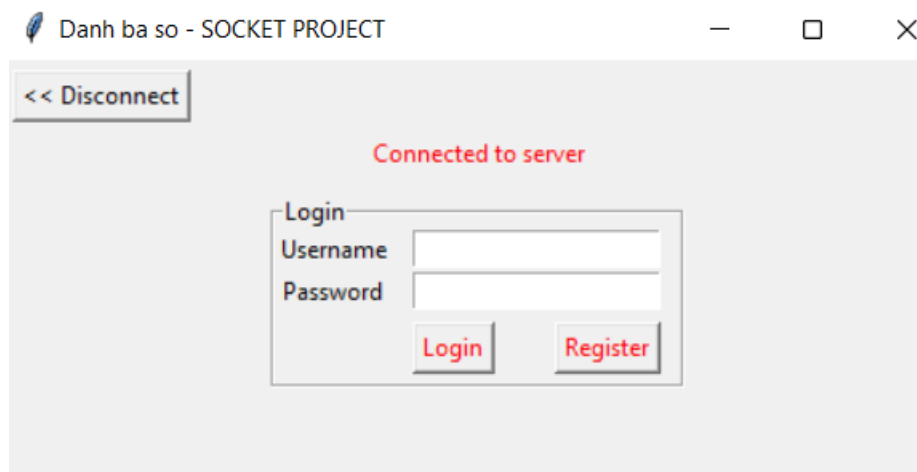 Danh ba so - SOCKET PROJECT
<< Disconnect
Connected to server
Login
Username
Password
Login Register